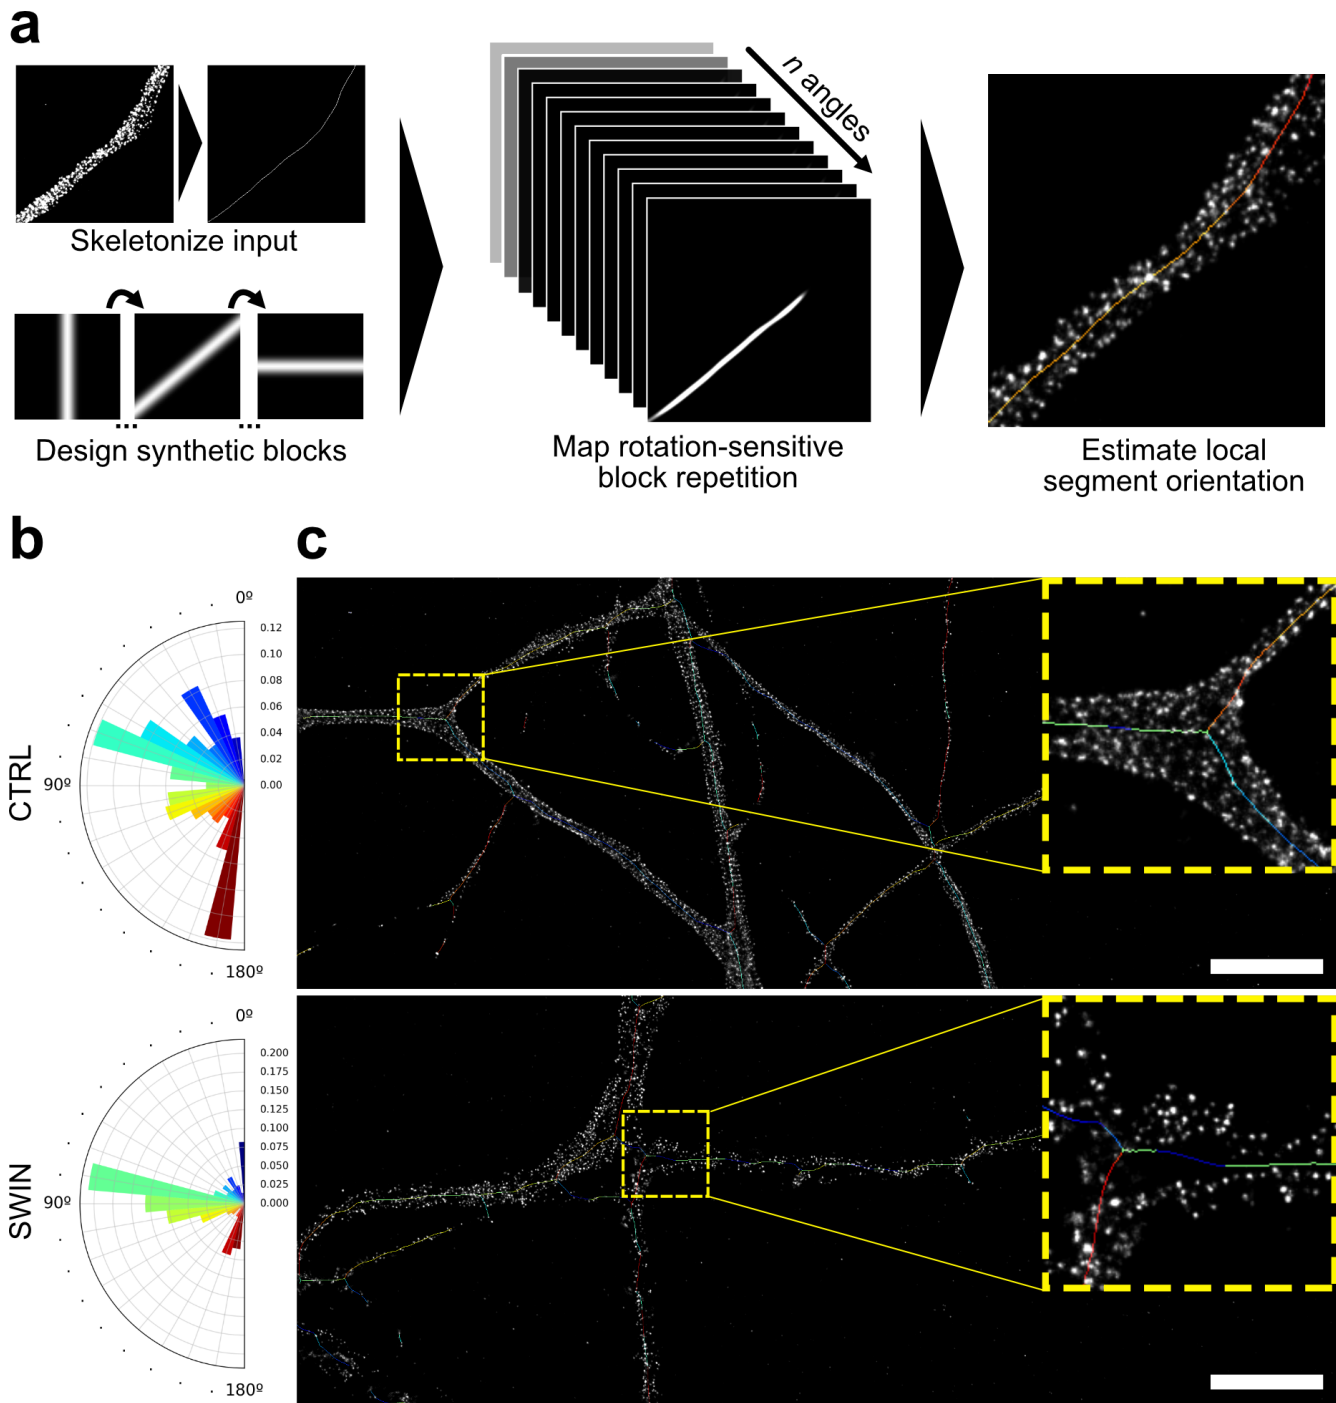 a
n angles
Skeletonize input
Design synthetic blocks
Map rotation-sensitive
block repetition
Estimate local
segment orientation
b
c
CTRL
0º
0.12
0.10
0.08
0.06
0.04
0.02
0.00
90º
180º
SWIN
0º
0.200
0.175
0.150
0.125
0.100
0.075
0.050
0.025
0.000
90º
180º